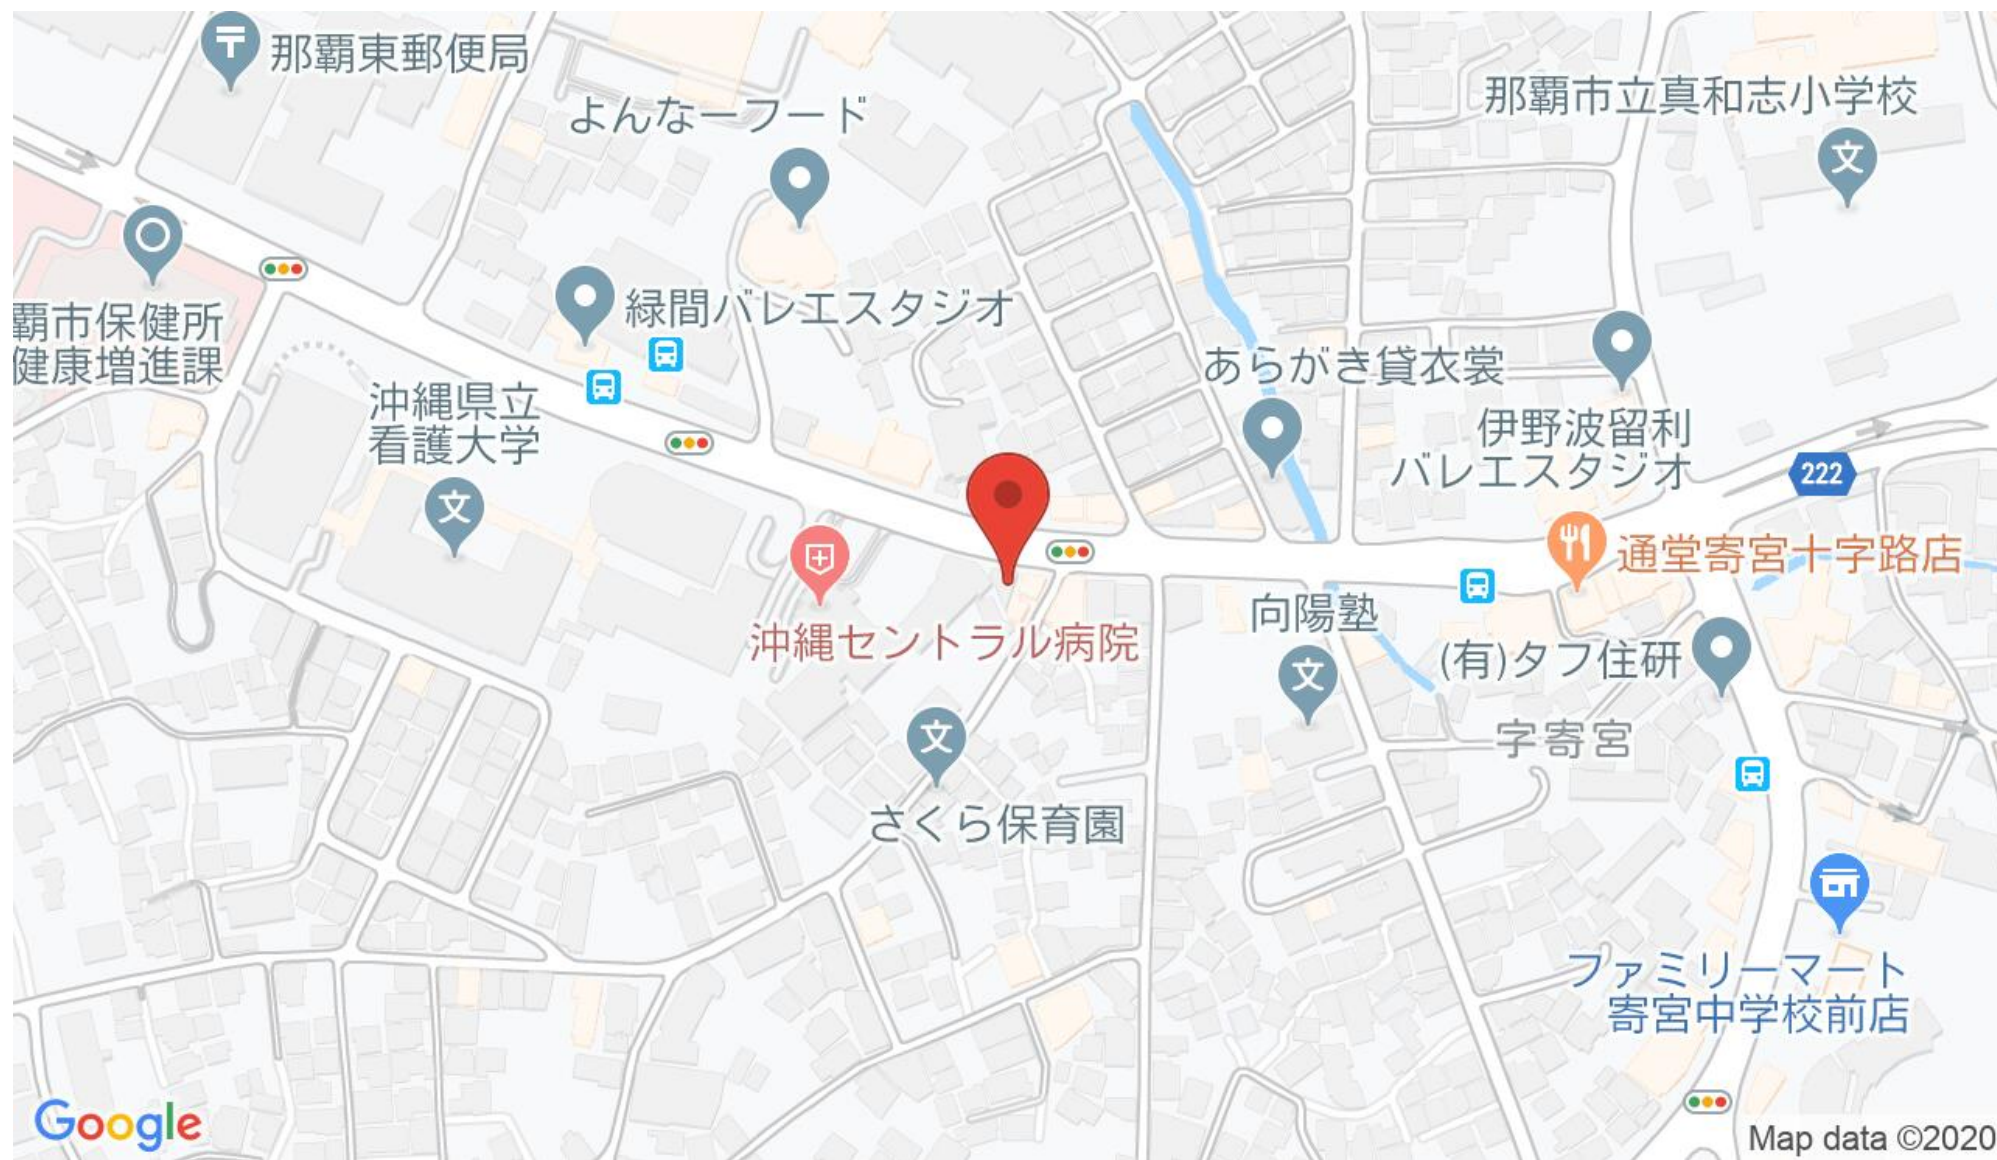 那覇東郵便局
よんなーフード
那覇市立真和志小学校
覇市保健所
健康増進課
緑間バレエスタジオ
沖縄県立
看護大学
あらがき貸衣裳
伊野波留利
バレエスタジオ
222
通堂寄宮十字路店
沖縄セントラル病院
向陽塾
(有)タフ住研
字寄宮
さくら保育園
ファミリーマート
寄宮中学校前店
Google
Map data ©2020